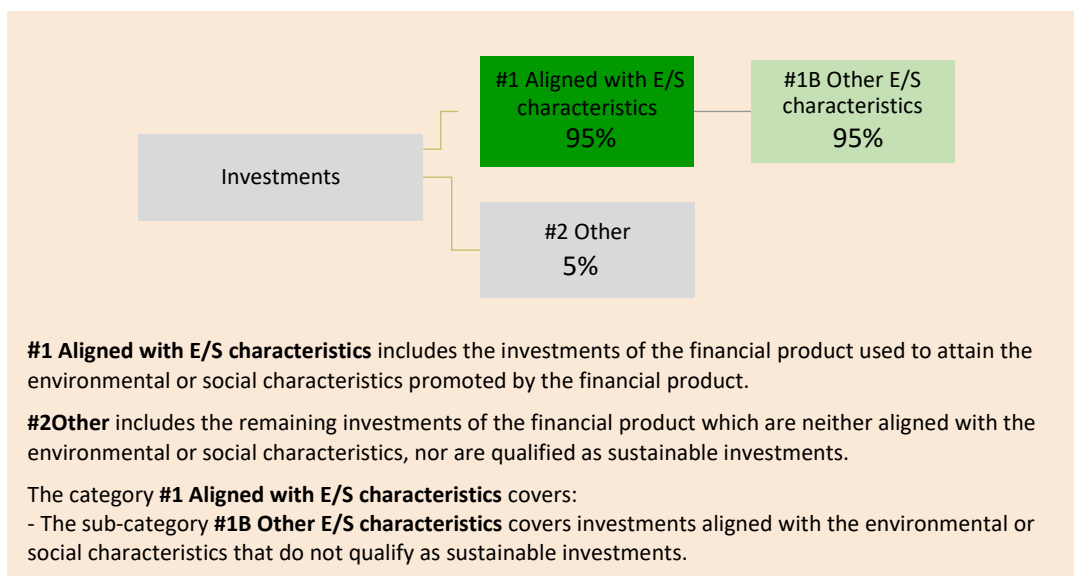 #1 Aligned with E/S
characteristics
95%
#1B Other E/S
characteristics
95%
Investments
#2 Other
5%
#1 Aligned with E/S characteristics includes the investments of the financial product used to attain the
environmental or social characteristics promoted by the financial product.
#2Other includes the remaining investments of the financial product which are neither aligned with the
environmental or social characteristics, nor are qualified as sustainable investments.
The category #1 Aligned with E/S characteristics covers:
- The sub-category #1B Other E/S characteristics covers investments aligned with the environmental or
social characteristics that do not qualify as sustainable investments.